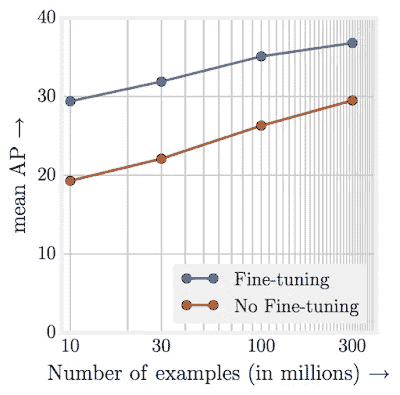 40
30
20
10
0
mean AP →
Fine-tuning
No Fine-tuning
10 30 100 300
Number of examples (in millions) →